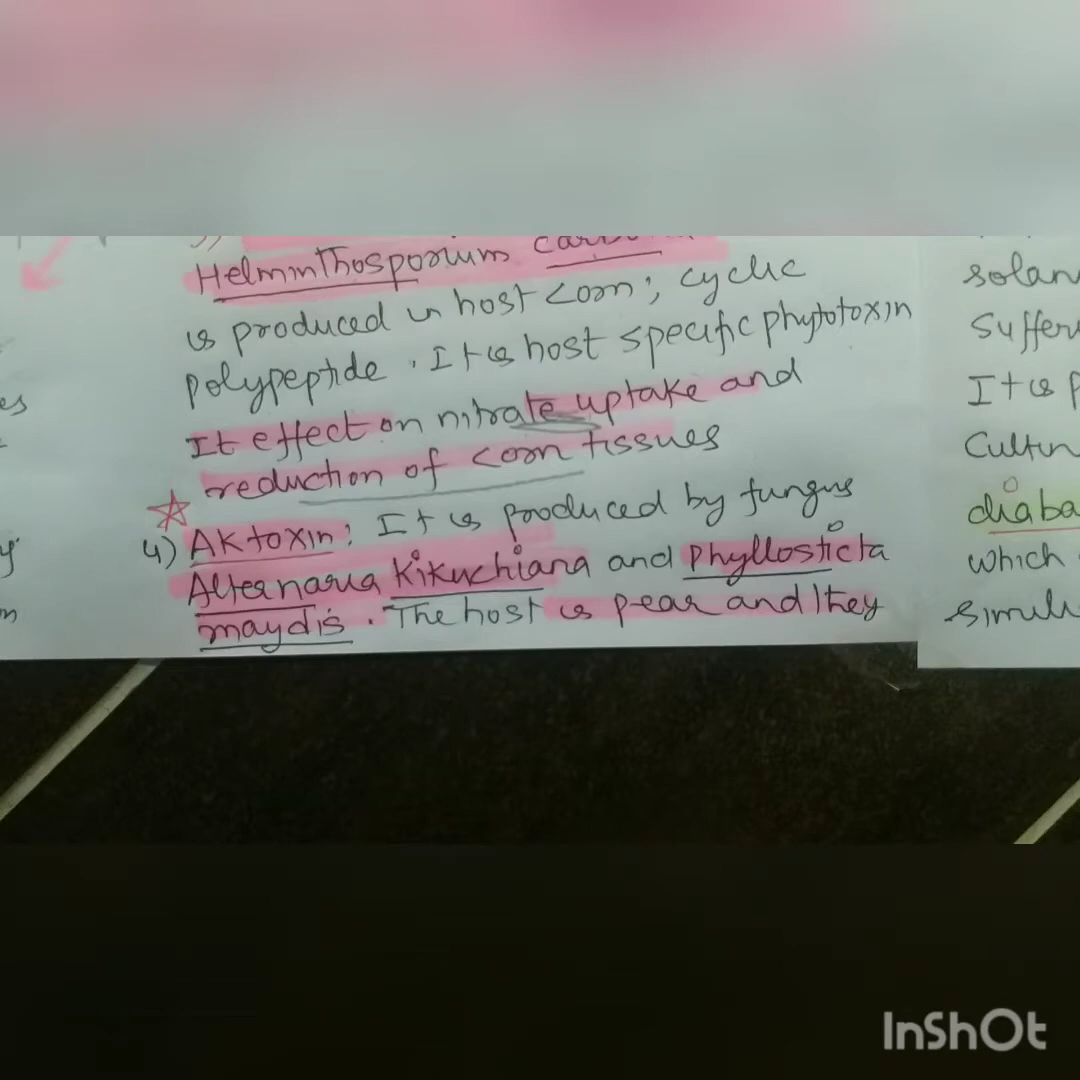 Helminthosporium
is produced in host corn; cyclic
polypeptide. It is host specific phytotoxin
It effect on nitrate uptake and
reduction of corn tissues
4) AK toxin: It is produced by fungus
Alternaria Kikuchiana and Phyllosticta
maydis. The host is pear and they
solan
Suffer
It is p
Cultur
diaba
which
simul
es
y
m
InShOt